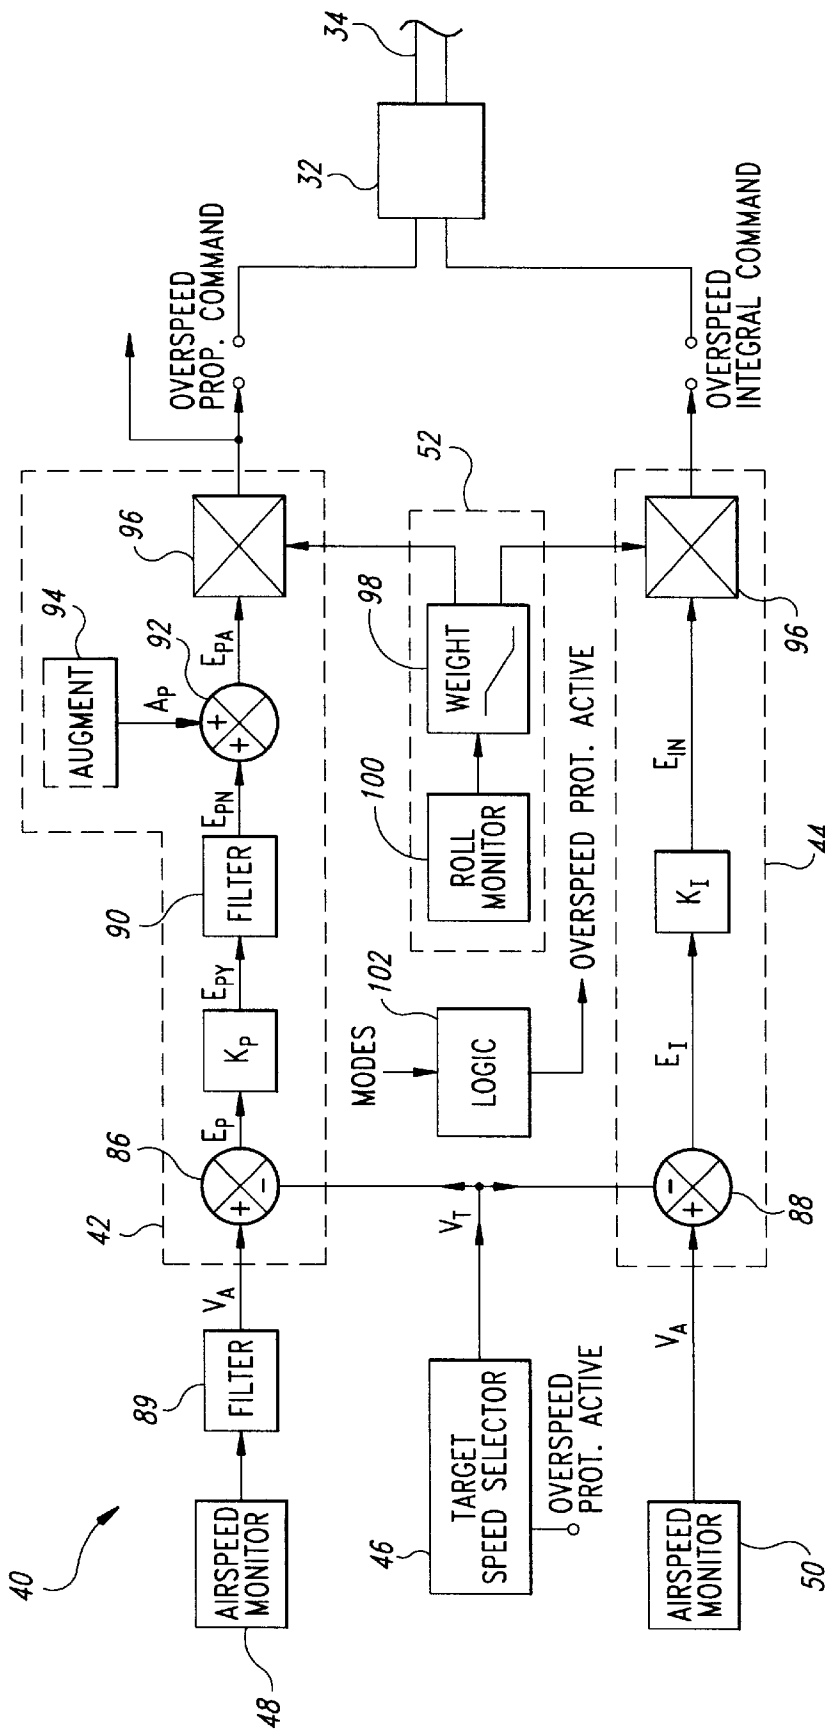 40
48
AIRSPEED
MONITOR
89
FILTER
V_A
42
86
+
−
E_P
K_P
E_PY
90
FILTER
E_PN
92
+
+
A_P
94
AUGMENT
E_PA
96
OVERSPEED
PROP. COMMAND
32
34
46
TARGET
SPEED SELECTOR
OVERSPEED
PROT. ACTIVE
V_T
MODES
102
LOGIC
OVERSPEED PROT. ACTIVE
100
ROLL
MONITOR
98
WEIGHT
52
50
AIRSPEED
MONITOR
V_A
88
+
−
E_I
K_I
E_IN
44
96
OVERSPEED
INTEGRAL COMMAND